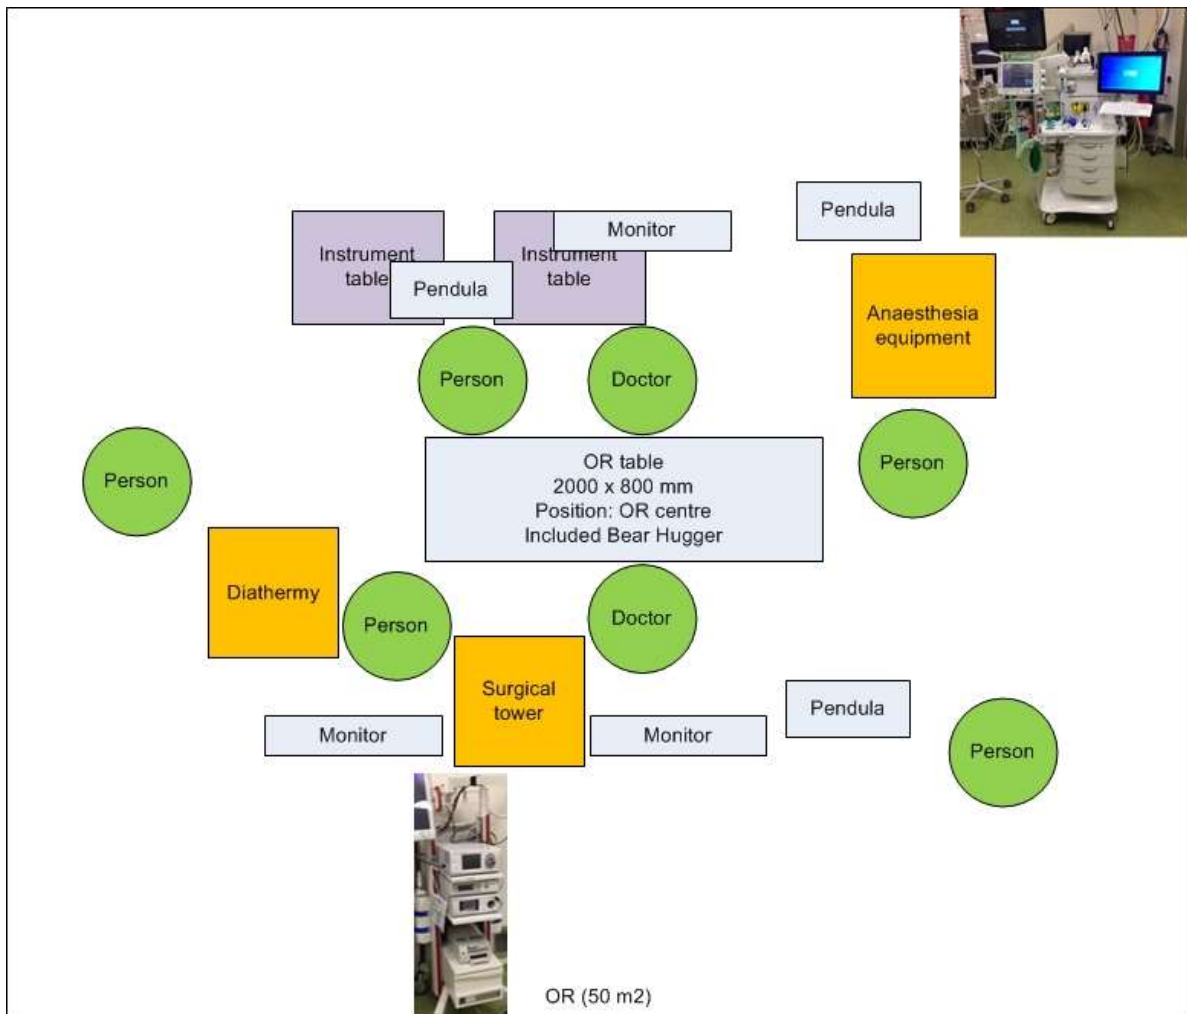 Pendula
Monitor
Instrument
table
Instrument
table
Pendula
Anaesthesia
equipment
Person
Doctor
Person
Person
OR table
2000 x 800 mm
Position: OR centre
Included Bear Hugger
Diathermy
Person
Doctor
Surgical
tower
Monitor
Monitor
Pendula
Person
OR (50 m2)